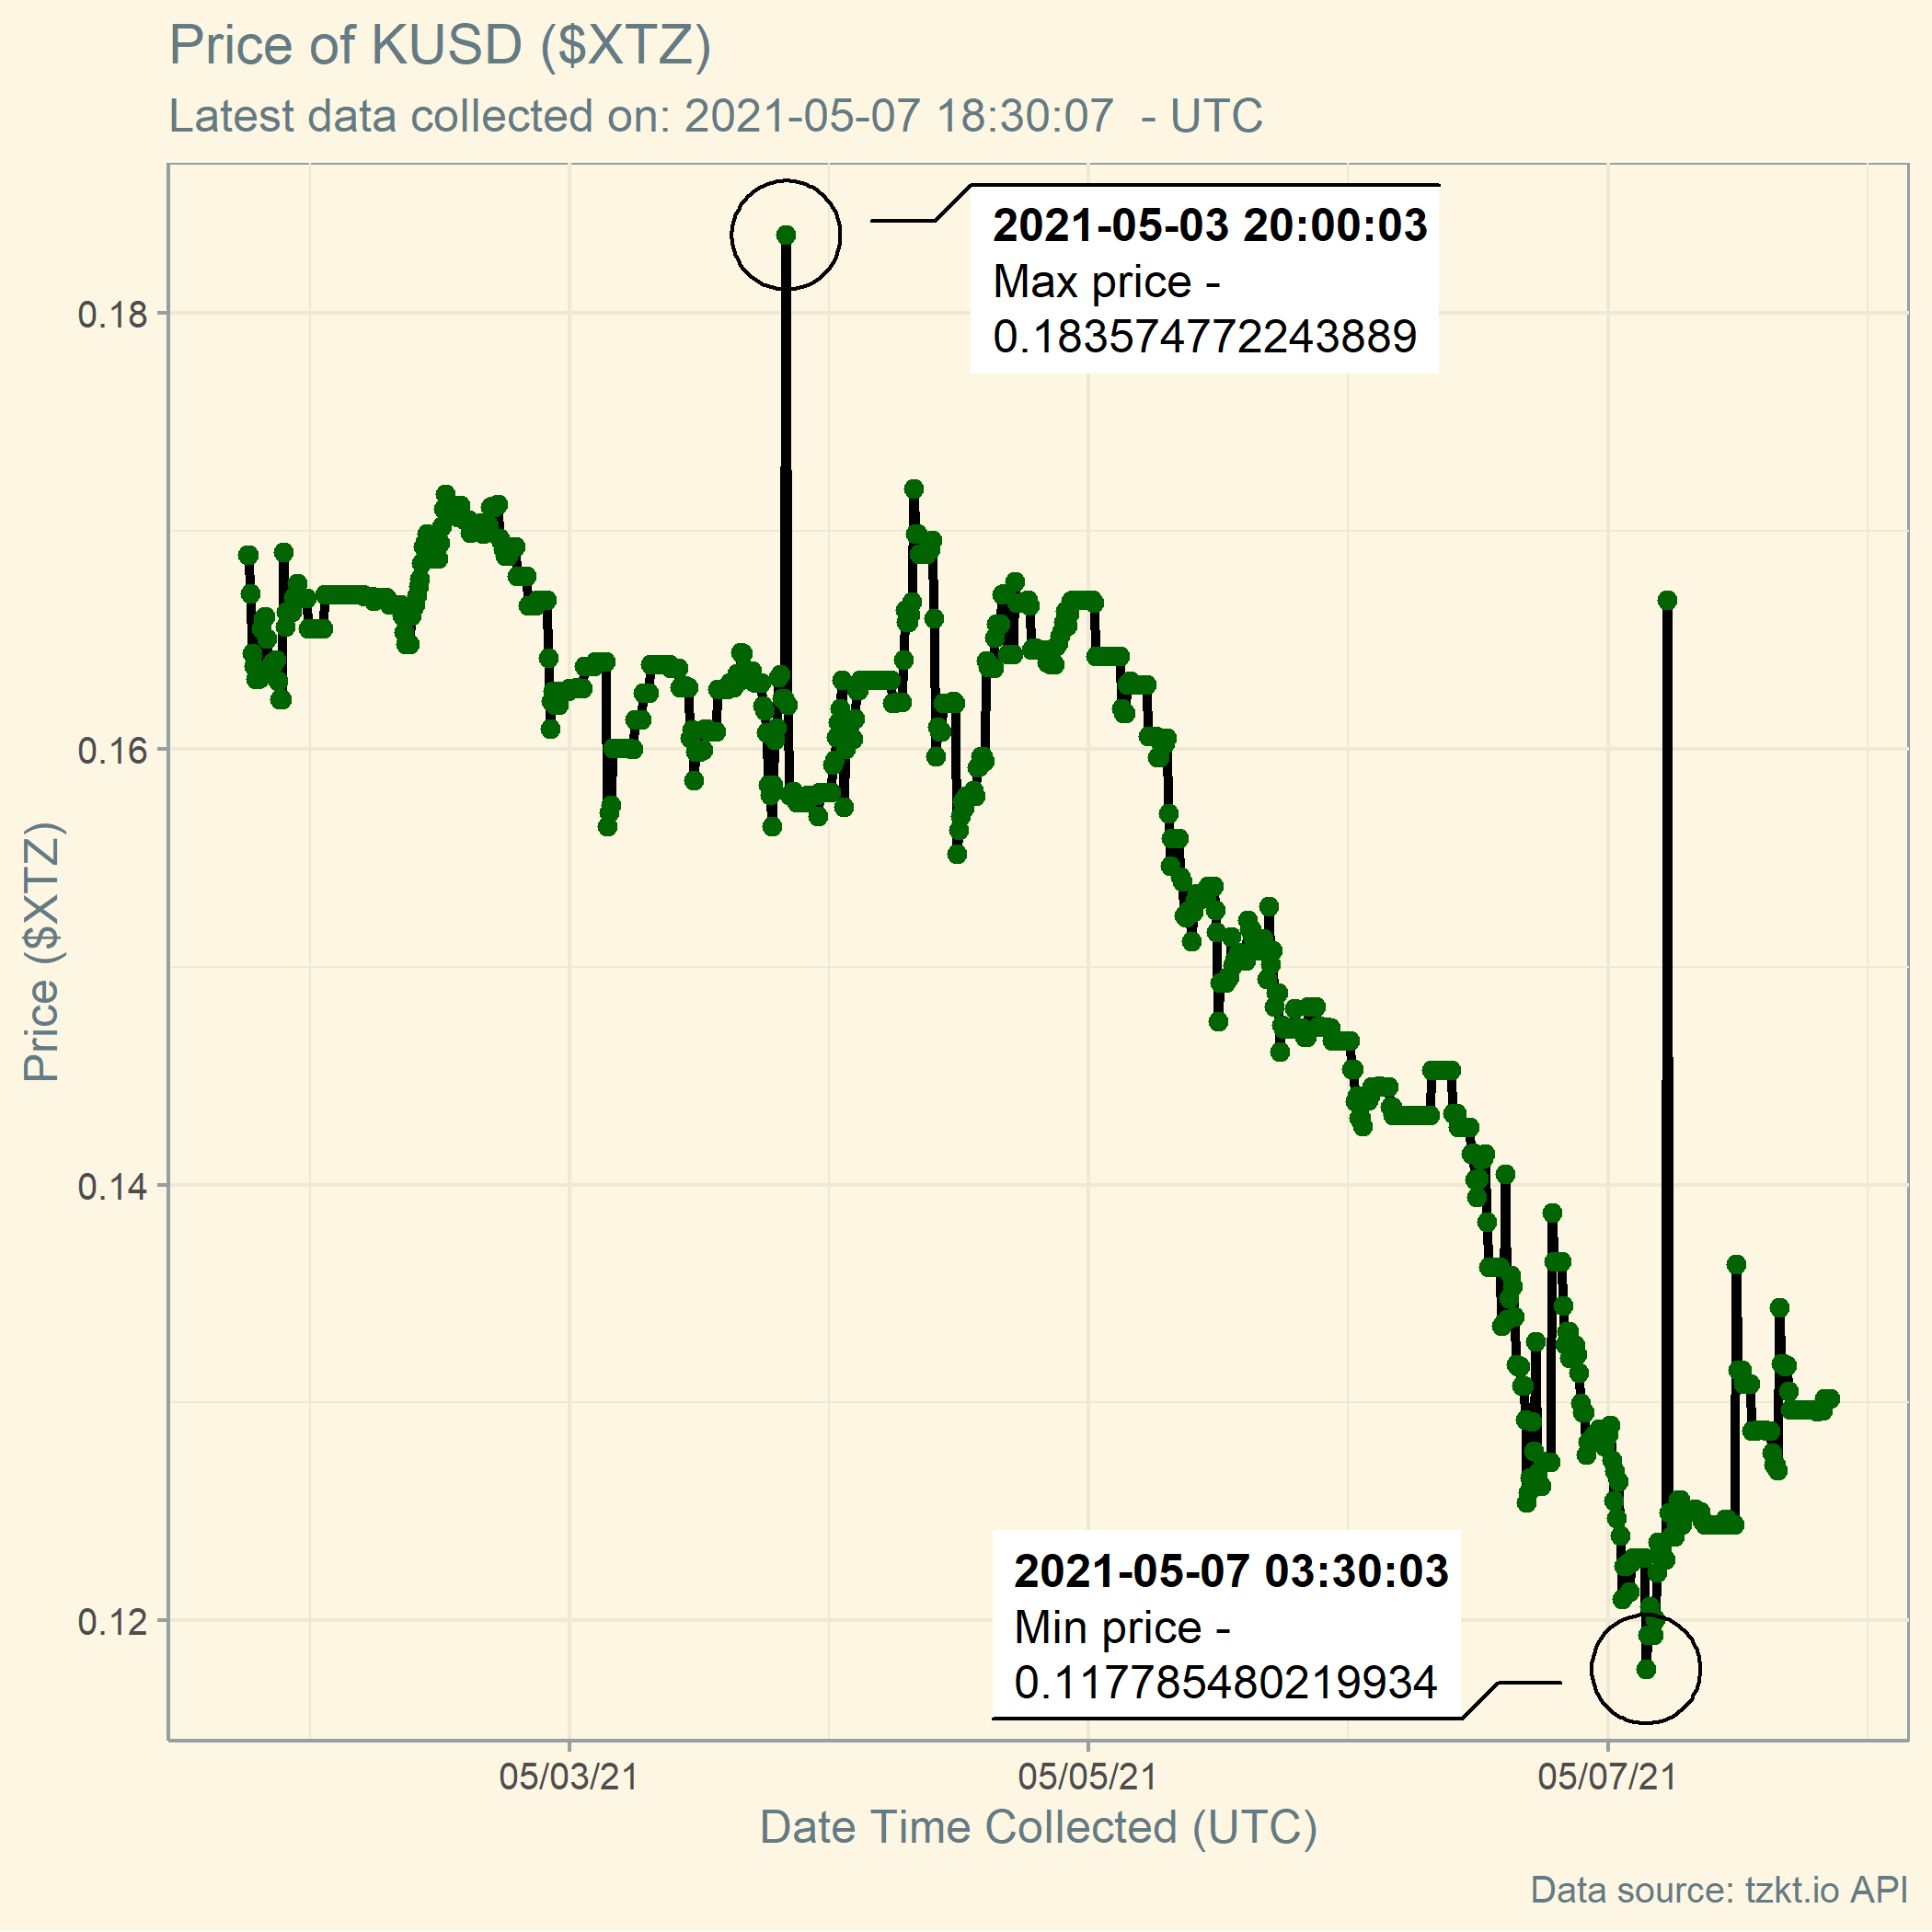 Price of KUSD ($XTZ)
Latest data collected on: 2021-05-07 18:30:07  - UTC
2021-05-03 20:00:03
Max price -
0.183574772243889
0.18
0.16
0.14
0.12
Price ($XTZ)
2021-05-07 03:30:03
Min price -
0.117785480219934
05/03/21
05/05/21
05/07/21
Date Time Collected (UTC)
Data source: tzkt.io API